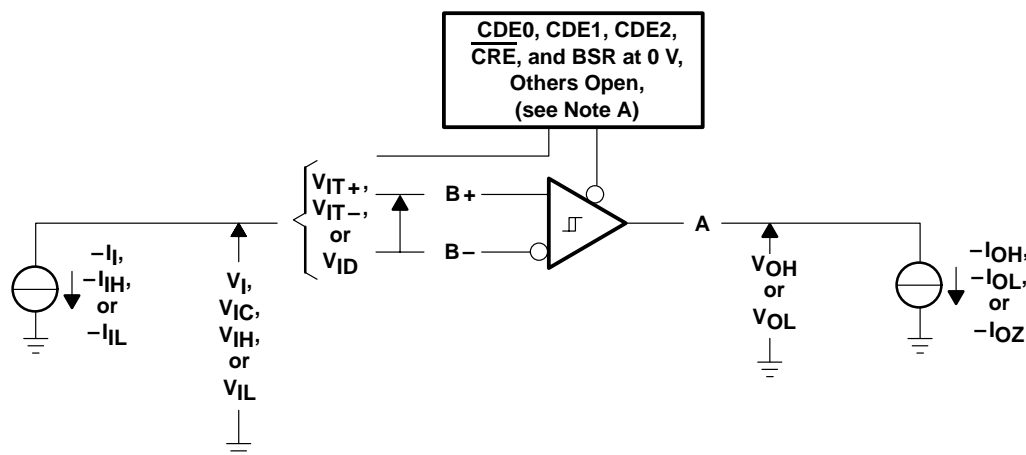 CDE0, CDE1, CDE2,
CRE, and BSR at 0 V,
Others Open,
(see Note A)
VIT+,
VIT−,
or
VID
B+
B−
A
−II,
−IIH,
or
−IIL
VI,
VIC,
VIH,
or
VIL
VOH
or
VOL
−IOH,
−IOL,
or
−IOZ